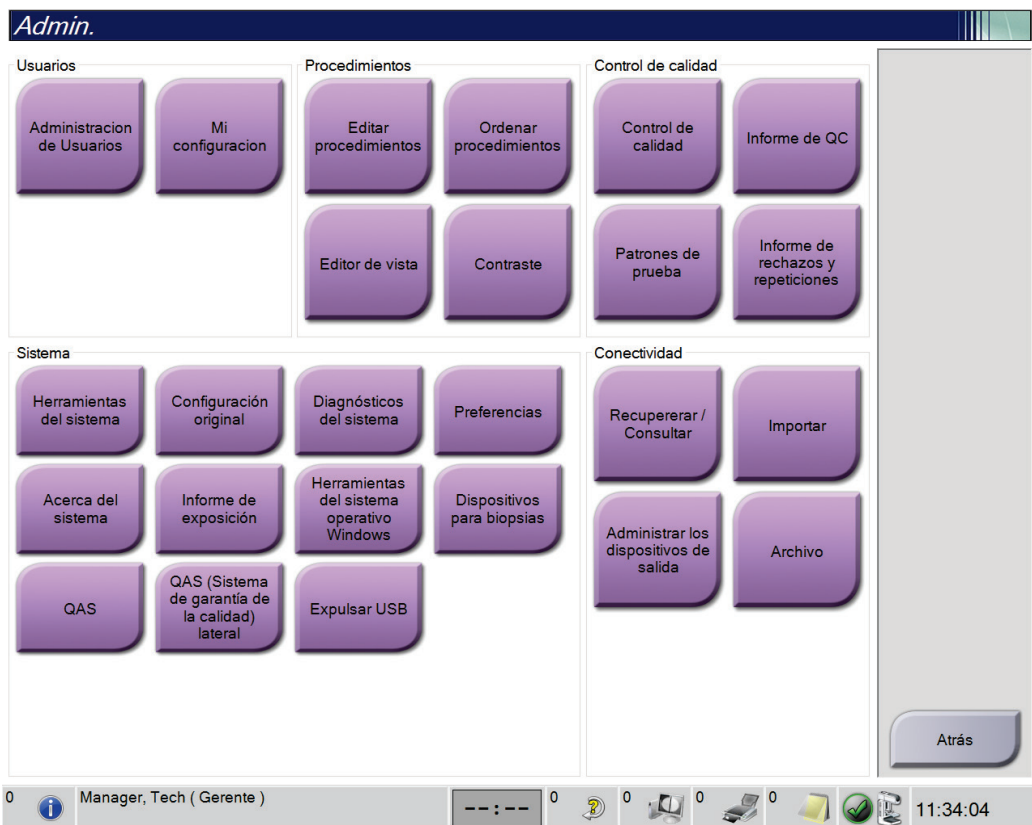 Admin.
Usuarios
Administracion
de Usuarios
Mi
configuracion
Procedimientos
Editar
procedimientos
Ordenar
procedimientos
Editor de vista
Contraste
Control de calidad
Control de
calidad
Informe de QC
Patrones de
prueba
Informe de
rechazos y
repeticiones
Sistema
Herramientas
del sistema
Configuración
original
Diagnósticos
del sistema
Preferencias
Acerca del
sistema
Informe de
exposición
Herramientas
del sistema
operativo
Windows
Dispositivos
para biopsias
QAS
QAS (Sistema
de garantía de
la calidad)
lateral
Expulsar USB
Conectividad
Recupererar /
Consultar
Importar
Administrar los
dispositivos de
salida
Archivo
Atrás
0
Manager, Tech ( Gerente )
--:--
0
0
0
0
11:34:04